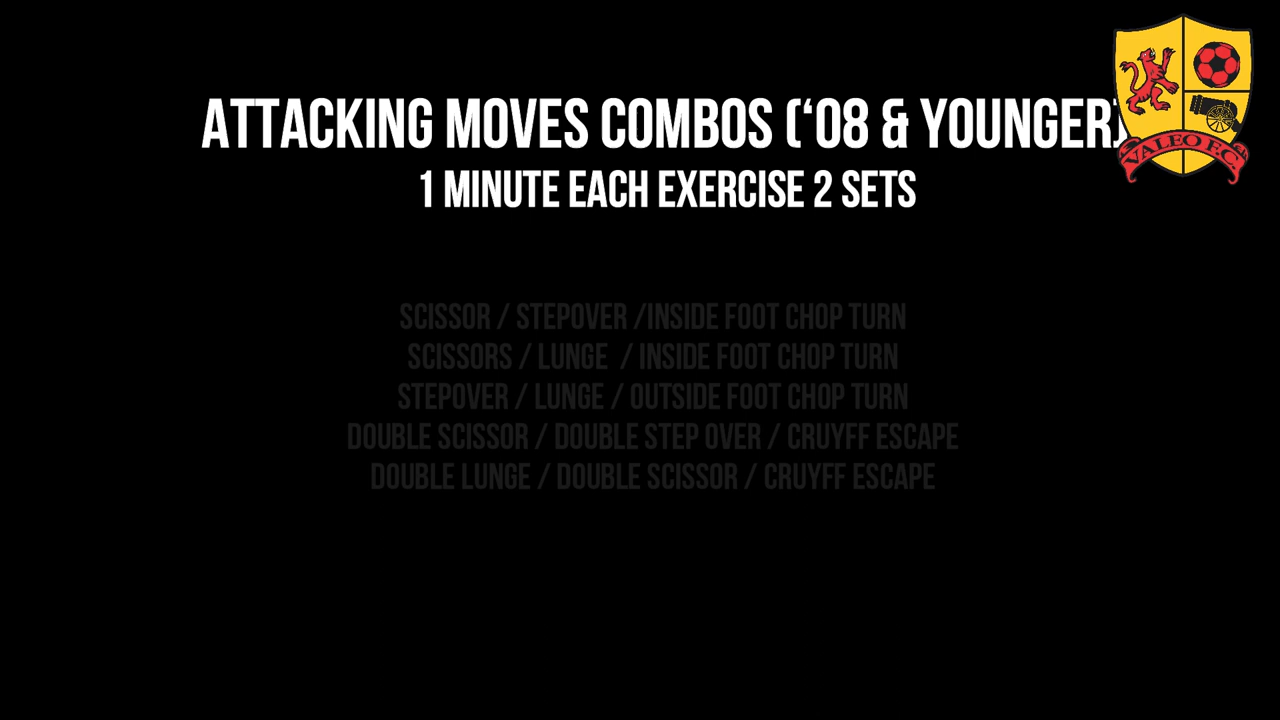 ATTACKING MOVES COMBOS (‘08 & YOUNGER)
1 MINUTE EACH EXERCISE 2 SETS
SCISSOR / STEPOVER /INSIDE FOOT CHOP TURN
SCISSORS / LUNGE / INSIDE FOOT CHOP TURN
STEPOVER / LUNGE / OUTSIDE FOOT CHOP TURN
DOUBLE SCISSOR / DOUBLE STEP OVER / CRUYFF ESCAPE
DOUBLE LUNGE / DOUBLE SCISSOR / CRUYFF ESCAPE
VALEO F.C.